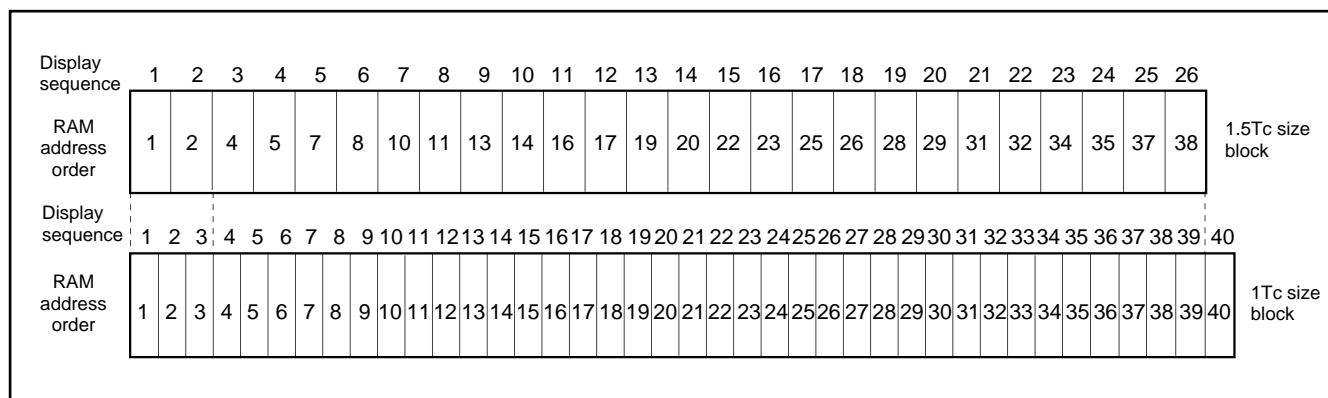 Display
sequence
1 2 3 4 5 6 7 8 9 10 11 12 13 14 15 16 17 18 19 20 21 22 23 24 25 26
RAM
address
order
1 2 4 5 7 8 10 11 13 14 16 17 19 20 22 23 25 26 28 29 31 32 34 35 37 38
1.5Tc size
block
Display
sequence
1 2 3 4 5 6 7 8 9 10 11 12 13 14 15 16 17 18 19 20 21 22 23 24 25 26 27 28 29 30 31 32 33 34 35 36 37 38 39 40
RAM
address
order
1 2 3 4 5 6 7 8 9 10 11 12 13 14 15 16 17 18 19 20 21 22 23 24 25 26 27 28 29 30 31 32 33 34 35 36 37 38 39 40
1Tc size
block